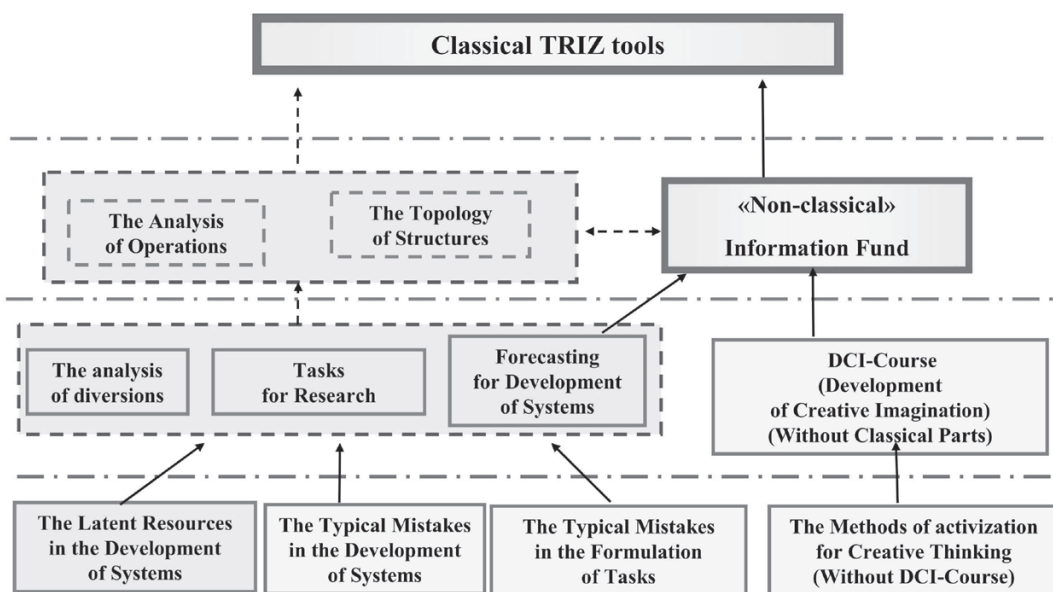 Classical TRIZ tools
The Analysis
of Operations
The Topology
of Structures
«Non-classical»
Information Fund
The analysis
of diversions
Tasks
for Research
Forecasting
for Development
of Systems
DCI-Course
(Development
of Creative Imagination)
(Without Classical Parts)
The Latent Resources
in the Development
of Systems
The Typical Mistakes
in the Development
of Systems
The Typical Mistakes
in the Formulation
of Tasks
The Methods of activization
for Creative Thinking
(Without DCI-Course)